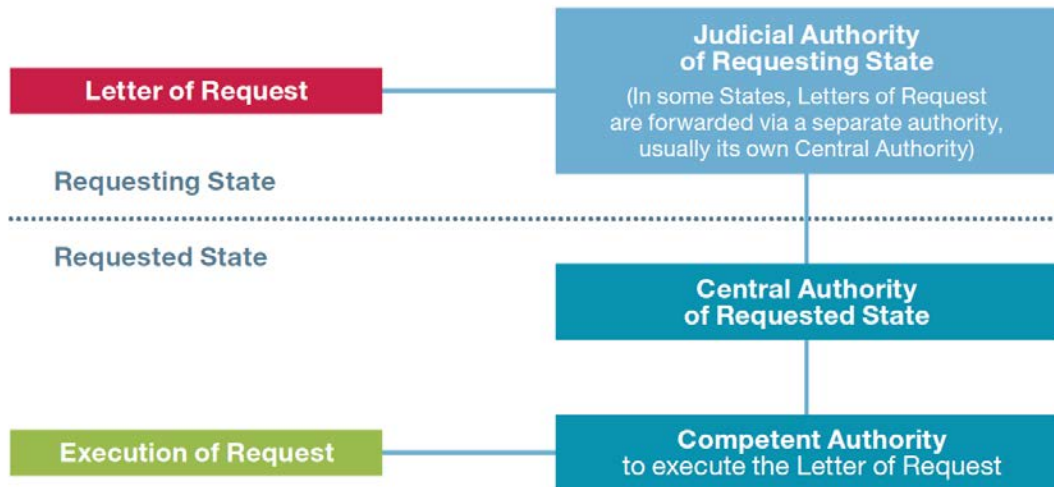 Judicial Authority
of Requesting State
(In some States, Letters of Request
are forwarded via a separate authority,
usually its own Central Authority)
Letter of Request
Requesting State
Requested State
Central Authority
of Requested State
Competent Authority
to execute the Letter of Request
Execution of Request